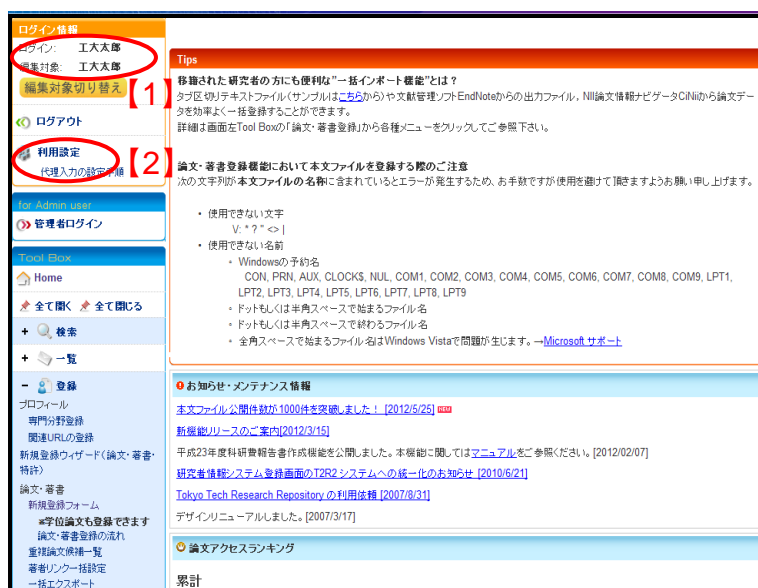 ログイン情報
ログイン: 工大太郎
編集対象: 工大太郎
編集対象切り替え
【1】
ログアウト
利用設定
【2】
代理入力の設定手順
for Admin user
管理者ログイン
Tool Box
Home
全て開く 全て閉じる
+ 検索
+ 一覧
− 登録
プロフィール
専門分野登録
関連URLの登録
新規登録ウィザード(論文・著書・
特許)
論文・著書
新規登録フォーム
※学位論文も登録できます
論文・著書登録の流れ
重複論文候補一覧
著者リンク一括設定
一括エクスポート
Tips
移籍された研究者の方にも便利な"一括インポート機能"とは?
タブ区切りテキストファイル(サンプルはこちらから)や文献管理ソフトEndNoteからの出力ファイル, NII論文情報ナビゲータCiNiiから論文デー
タを効率よく一括登録することができます。
詳細は画面左Tool Boxの「論文・著書登録」から各種メニューをクリックしてご参照下さい。
論文・著書登録機能において本文ファイルを登録する際のご注意
次の文字列が本文ファイルの名称に含まれているとエラーが発生するため、お手数ですが使用を避けて頂きますようお願い申し上げます。
• 使用できない文字
\/: * ? " <> |
• 使用できない名前
◦ Windowsの予約名
CON, PRN, AUX, CLOCK$, NUL, COM1, COM2, COM3, COM4, COM5, COM6, COM7, COM8, COM9, LPT1,
LPT2, LPT3, LPT4, LPT5, LPT6, LPT7, LPT8, LPT9
◦ ドットもしくは半角スペースで始まるファイル名
◦ ドットもしくは半角スペースで終わるファイル名
◦ 全角スペースで始まるファイル名はWindows Vistaで問題が生じます。→Microsoft サポート
お知らせ・メンテナンス情報
本文ファイル公開件数が1000件を突破しました! [2012/5/25] NEW
新機能リリースのご案内[2012/3/15]
平成23年度科研費報告書作成機能を公開しました。本機能に関してはマニュアルをご参照ください。[2012/02/07]
研究者情報システム登録画面のT2R2システムへの統一化のお知らせ [2010/6/21]
Tokyo Tech Research Repository の利用依頼 [2007/8/31]
デザインリニューアルしました。[2007/3/17]
論文アクセスランキング
累計